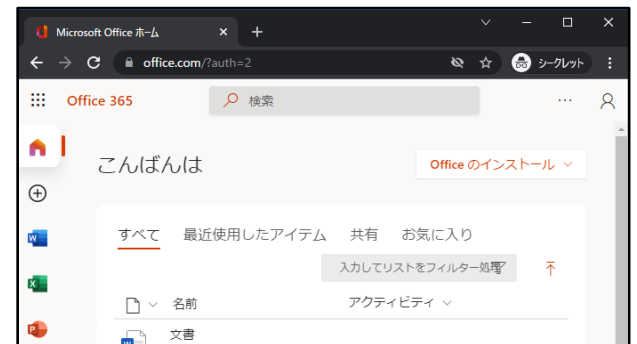 Microsoft Office ホーム
office.com/?auth=2
シークレット
Office 365
検索
こんばんは
Office のインストール
すべて 最近使用したアイテム 共有 お気に入り
入力してリストをフィルター処理
名前 アクティビティ
文書